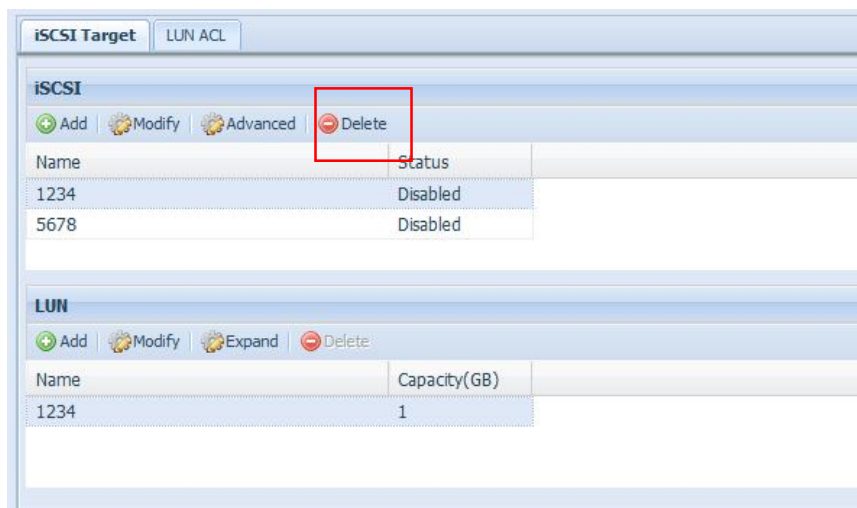 iSCSI Target LUN ACL
iSCSI
Add Modify Advanced Delete
Name Status
1234 Disabled
5678 Disabled
LUN
Add Modify Expand Delete
Name Capacity(GB)
1234 1